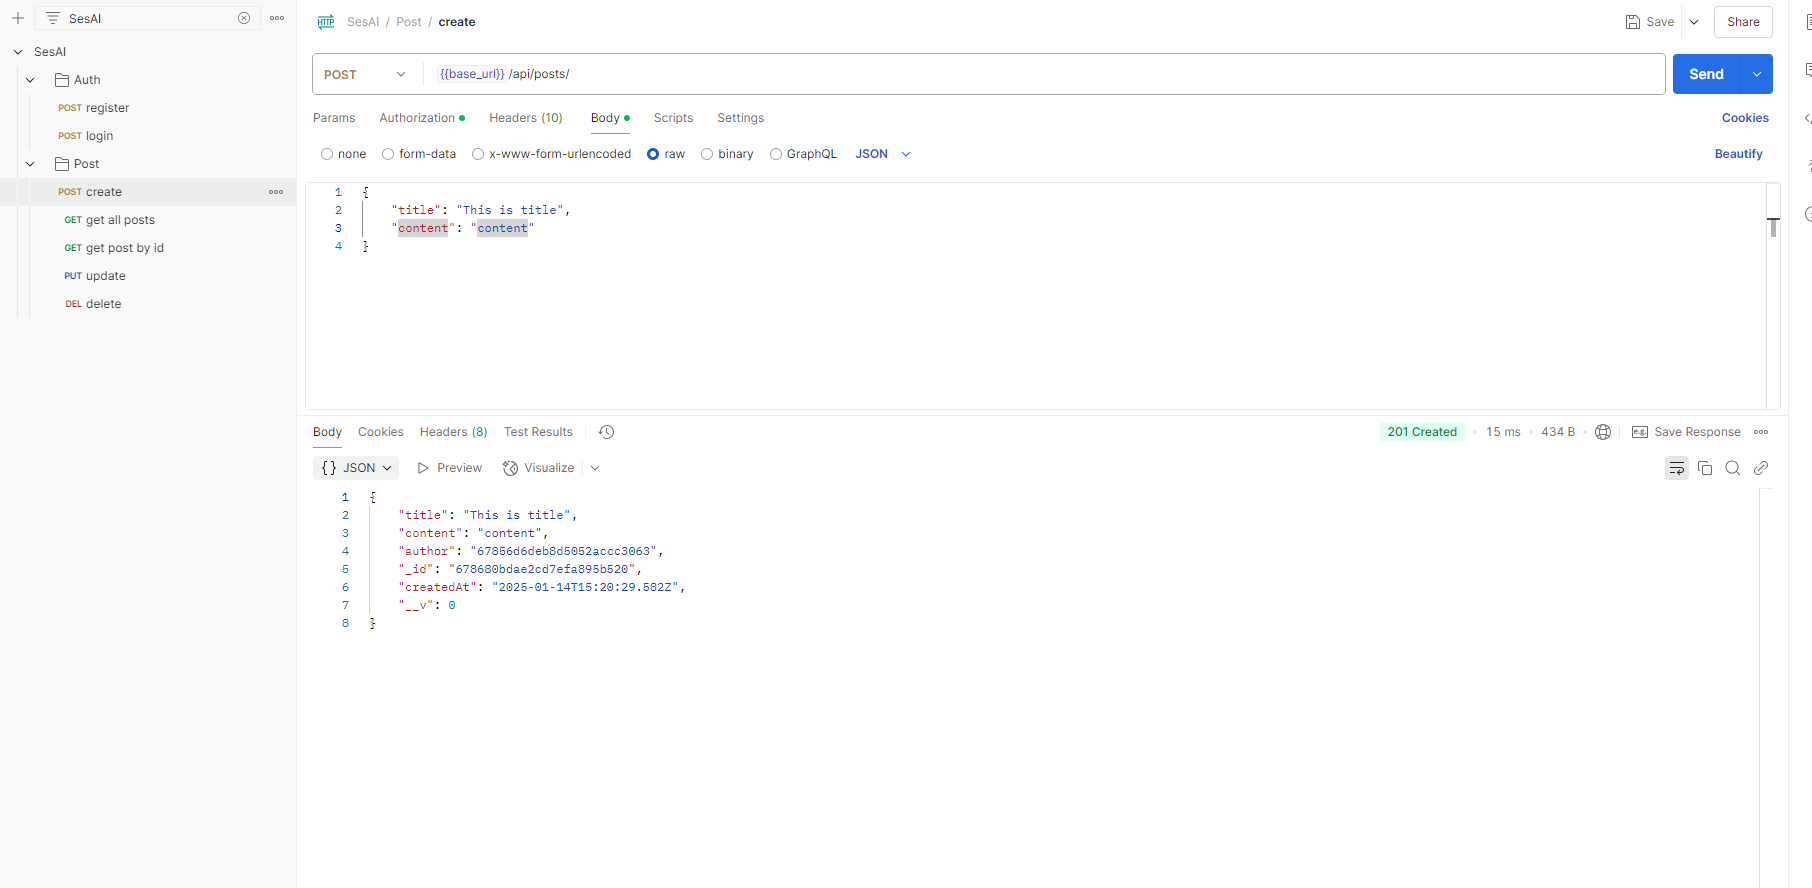 SesAI
SesAI
Auth
POST register
POST login
Post
POST create
GET get all posts
GET get post by id
PUT update
DEL delete
HTTP SesAI / Post / create
Save
Share
POST {{base_url}}/api/posts/
Send
Params Authorization Headers (10) Body Scripts Settings
Cookies
none form-data x-www-form-urlencoded raw binary GraphQL JSON
Beautify
1 {
2 "title": "This is title",
3 "content": "content"
4 }
Body Cookies Headers (8) Test Results
201 Created 15 ms 434 B e.g. Save Response
{} JSON Preview Visualize
1 {
2 "title": "This is title",
3 "content": "content",
4 "author": "67856d6deb8d5052accc3063",
5 "_id": "678680bdae2cd7efa895b520",
6 "createdAt": "2025-01-14T15:20:29.582Z",
7 "__v": 0
8 }